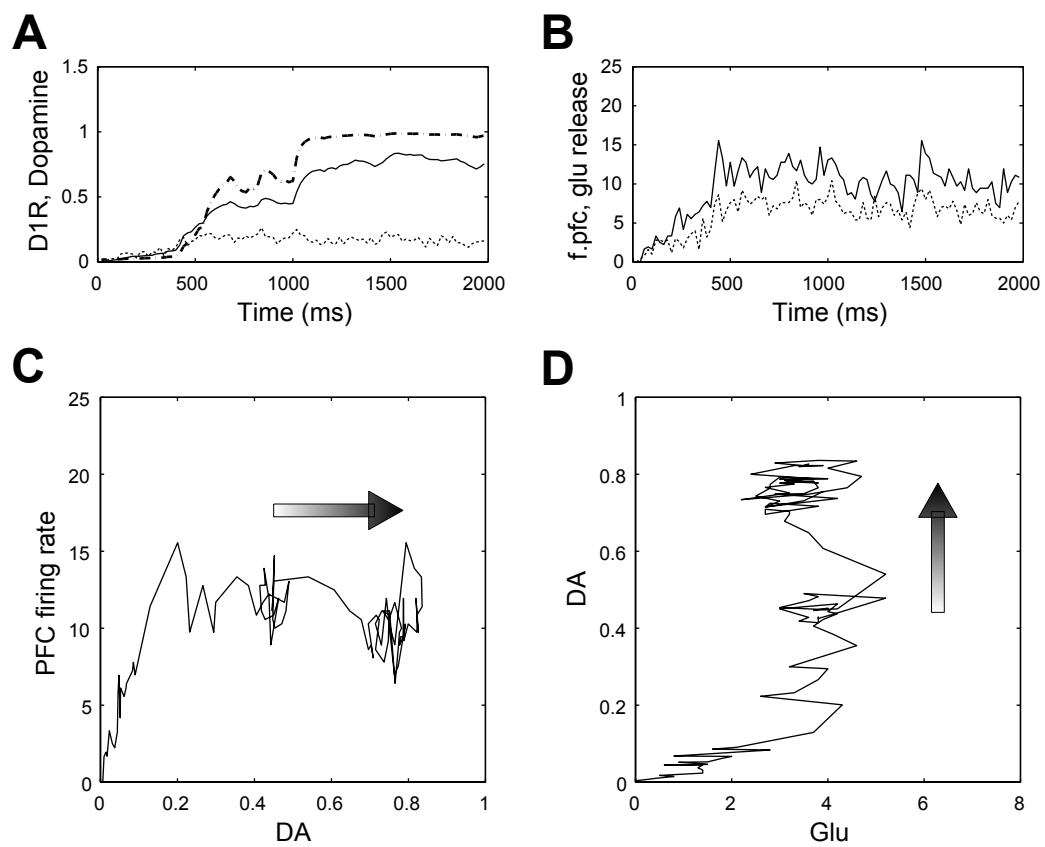 A
1.5
1
0.5
0
D1R, Dopamine
0 500 1000 1500 2000
Time (ms)
B
25
20
15
10
5
0
f.pfc, glu release
0 500 1000 1500 2000
Time (ms)
C
25
20
15
10
5
0
PFC firing rate
0 0.2 0.4 0.6 0.8 1
DA
D
1
0.8
0.6
0.4
0.2
0
DA
0 2 4 6 8
Glu